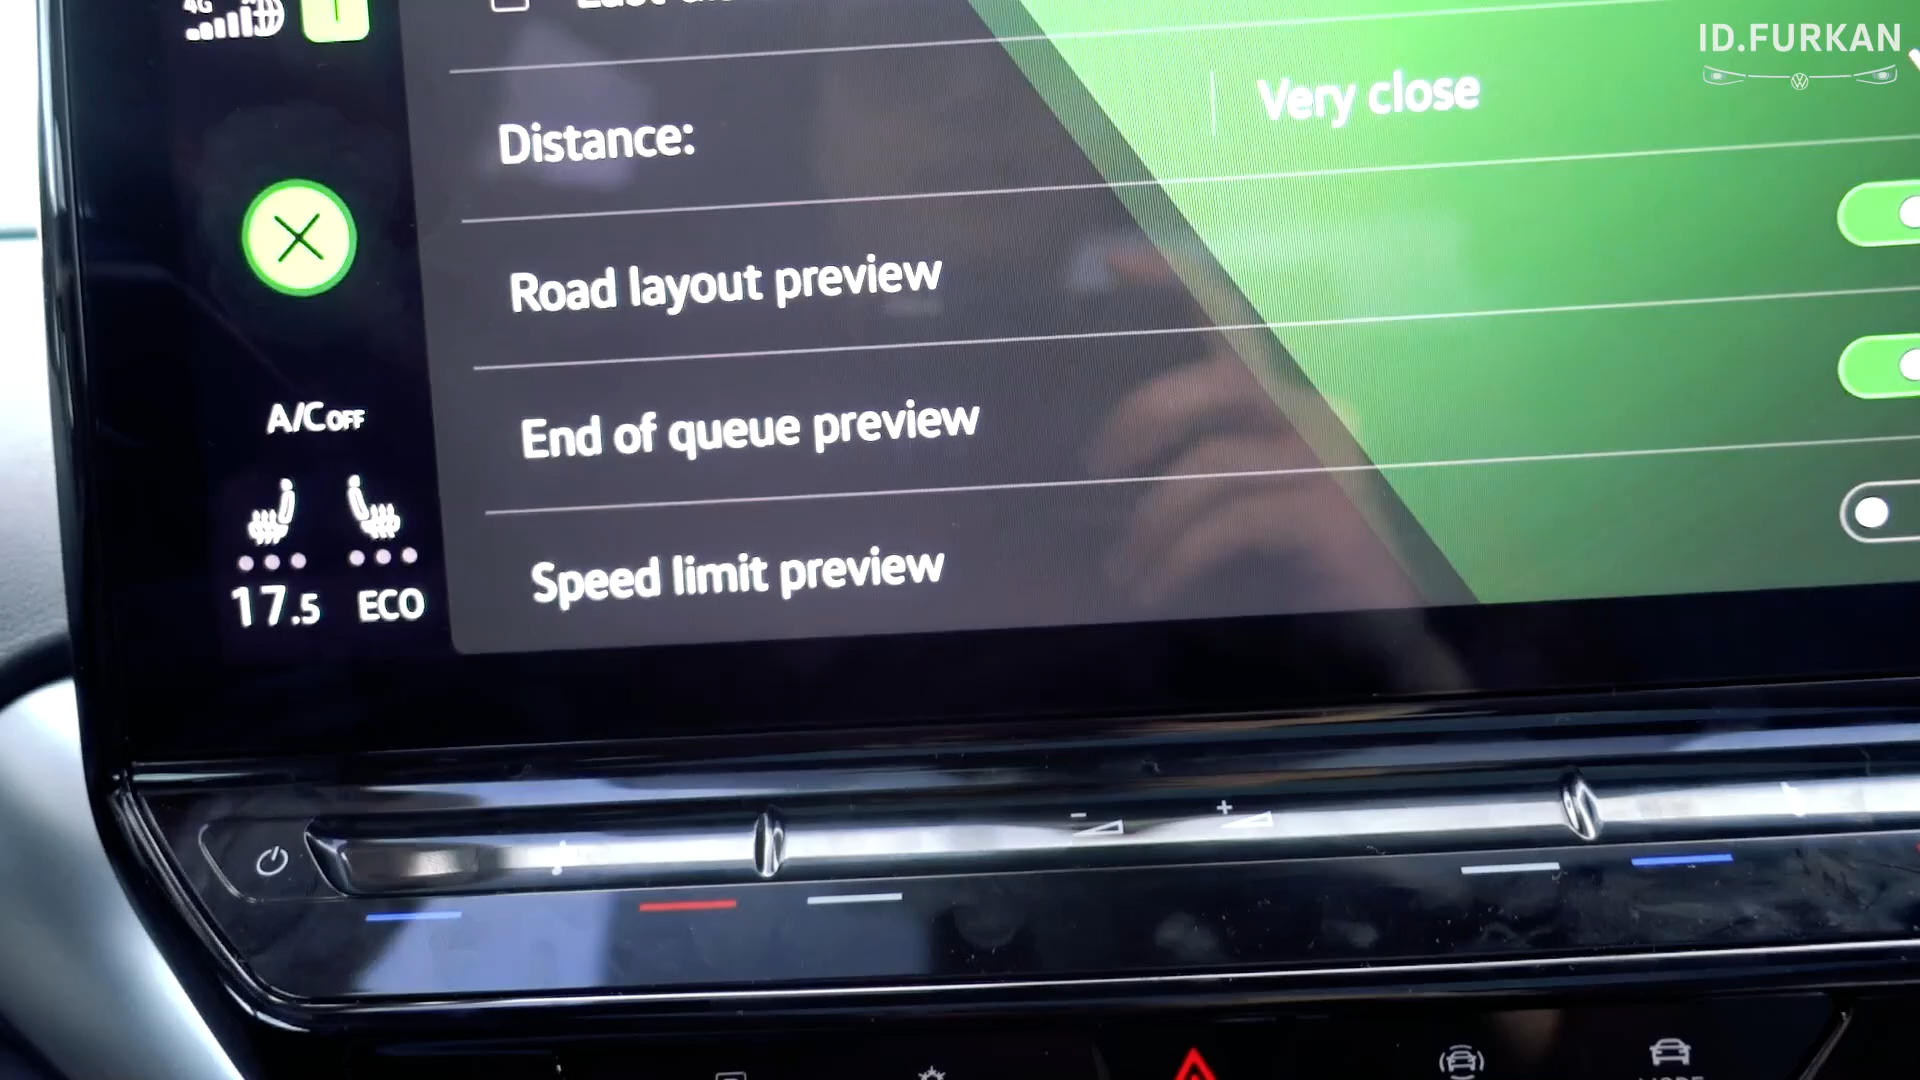 4G
ID.FURKAN
Distance:
Very close
Road layout preview
End of queue preview
A/C OFF
Speed limit preview
17.5
ECO